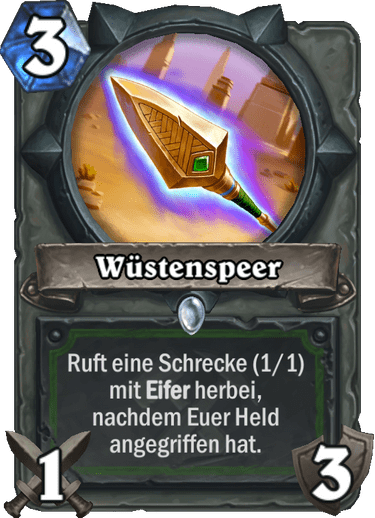 3
Wüstenspeer
Ruft eine Schrecke (1/1)
mit Eifer herbei,
nachdem Euer Held
angegriffen hat.
1
3